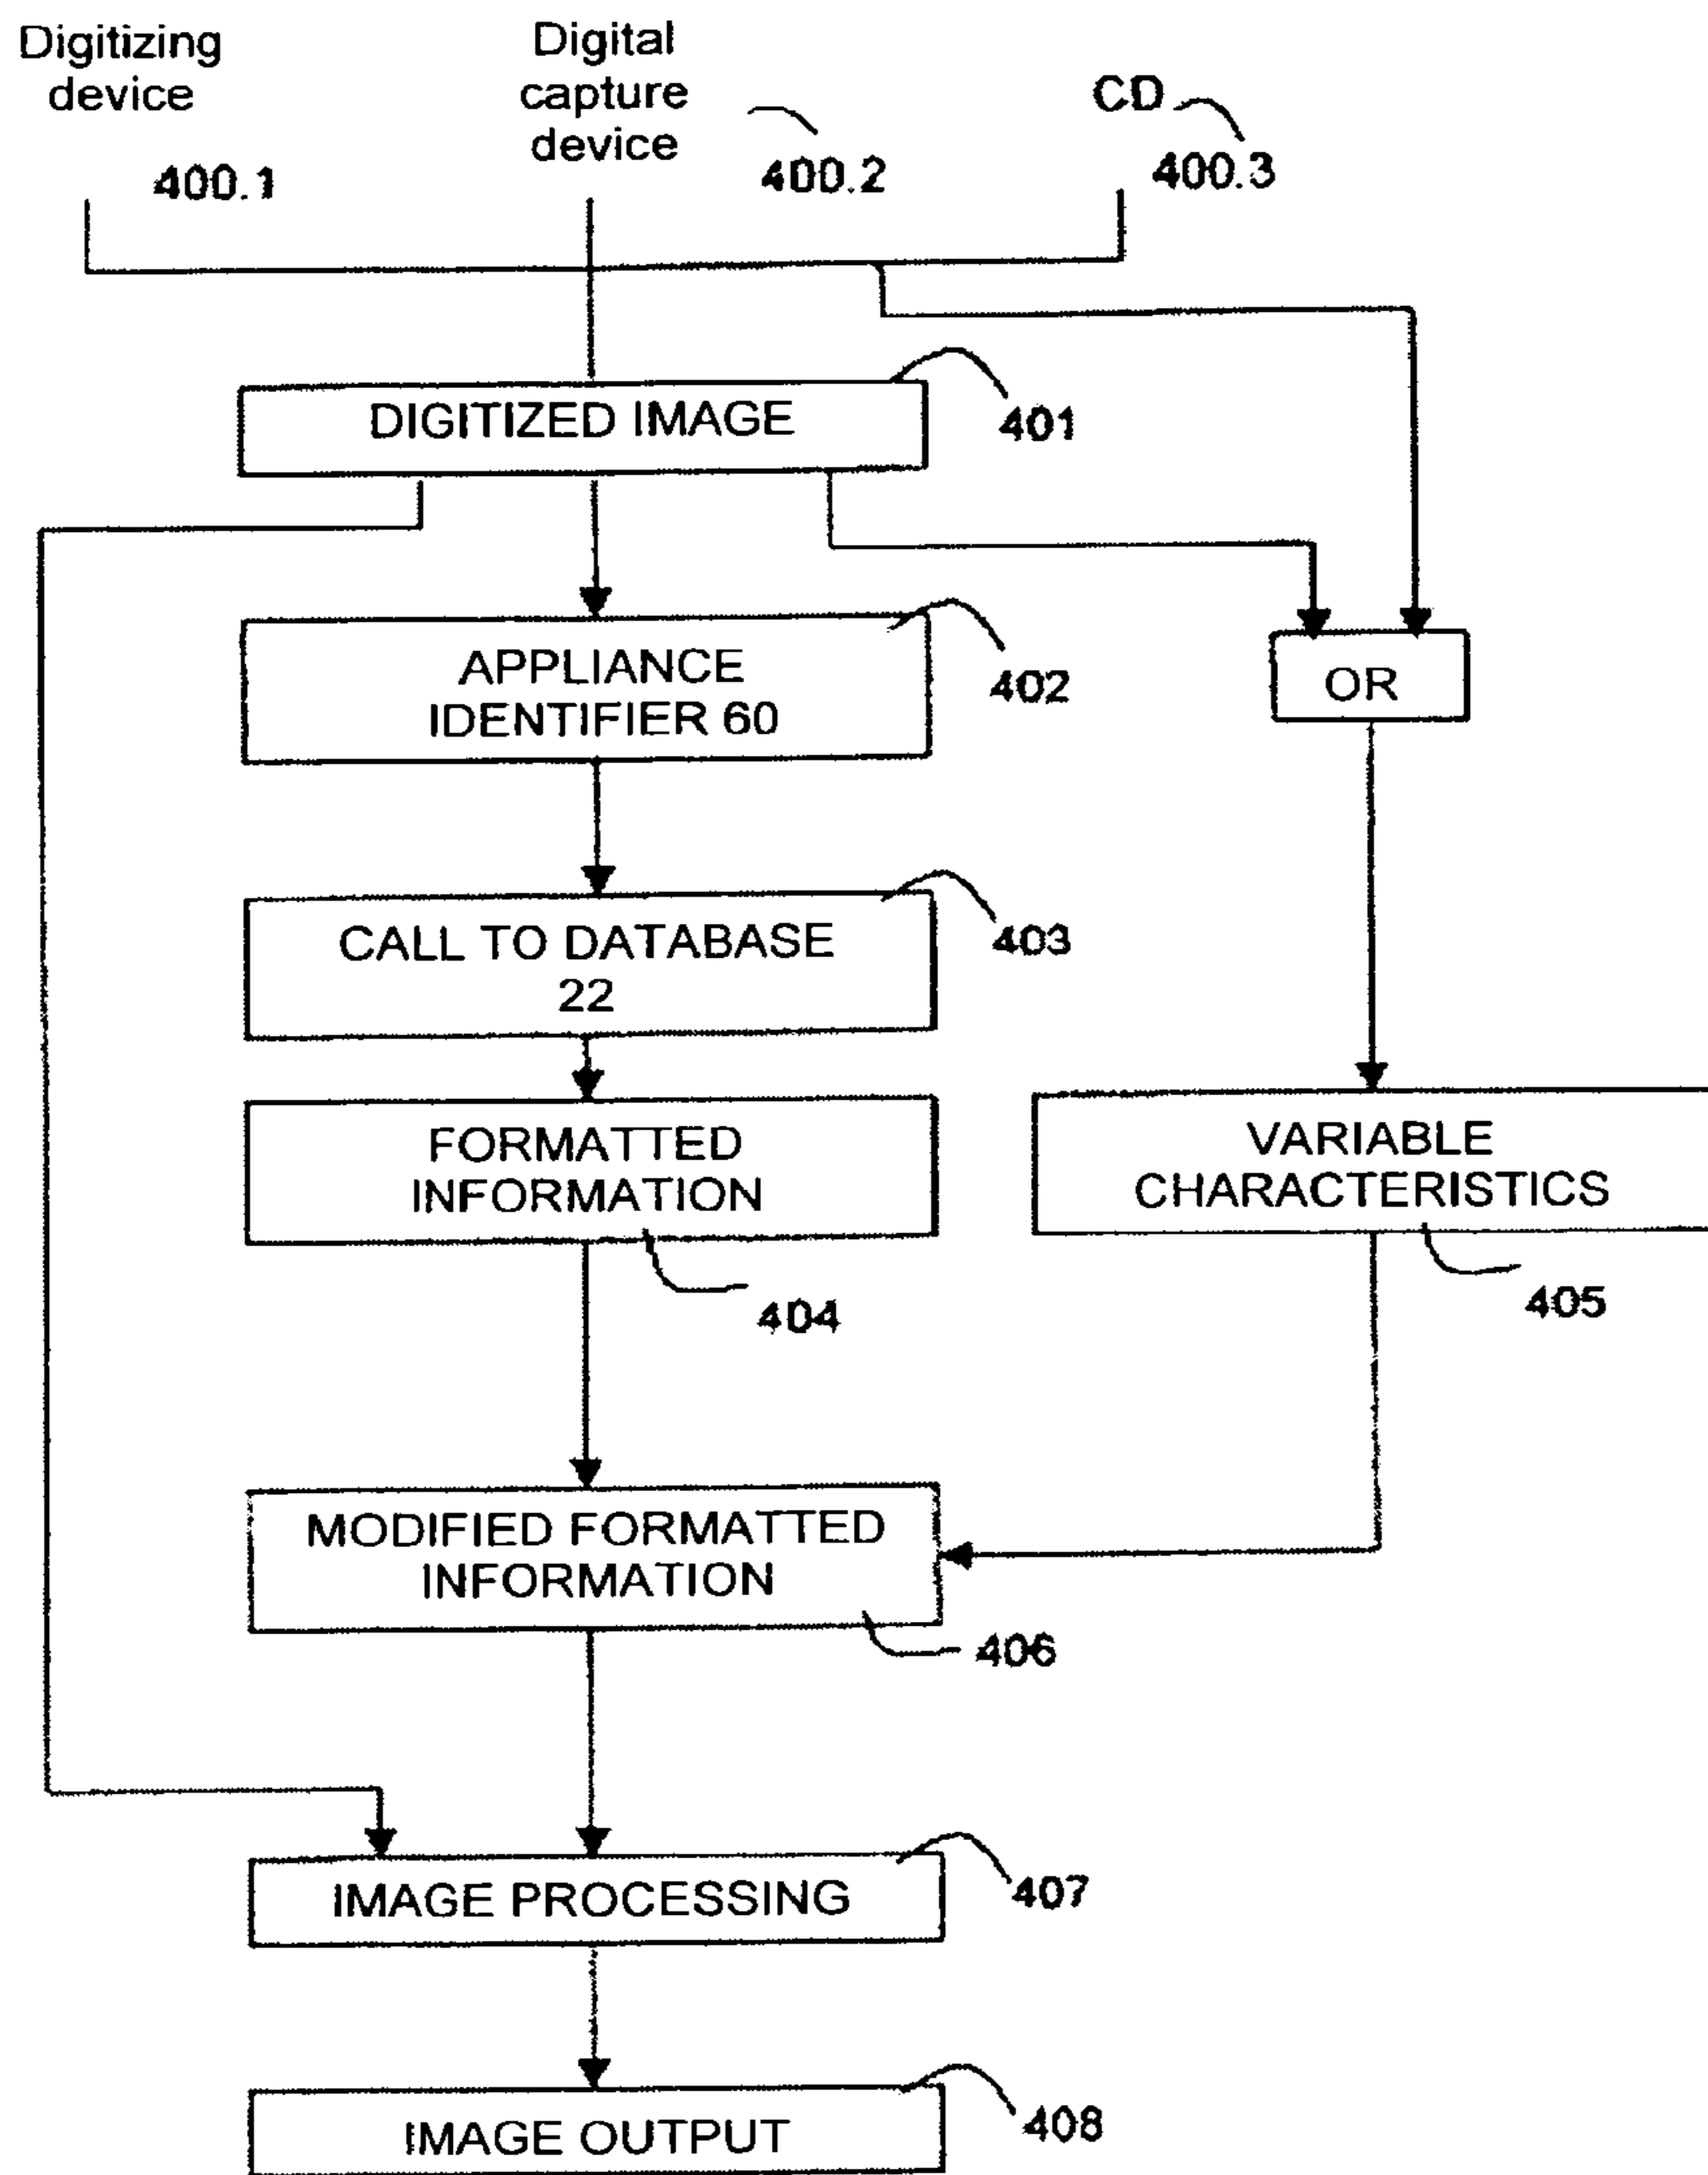 Digitizing
device
400.1
Digital
capture
device
400.2
CD
400.3
DIGITIZED IMAGE
401
APPLIANCE
IDENTIFIER 60
402
OR
CALL TO DATABASE
22
403
FORMATTED
INFORMATION
404
VARIABLE
CHARACTERISTICS
405
MODIFIED FORMATTED
INFORMATION
406
IMAGE PROCESSING
407
IMAGE OUTPUT
408